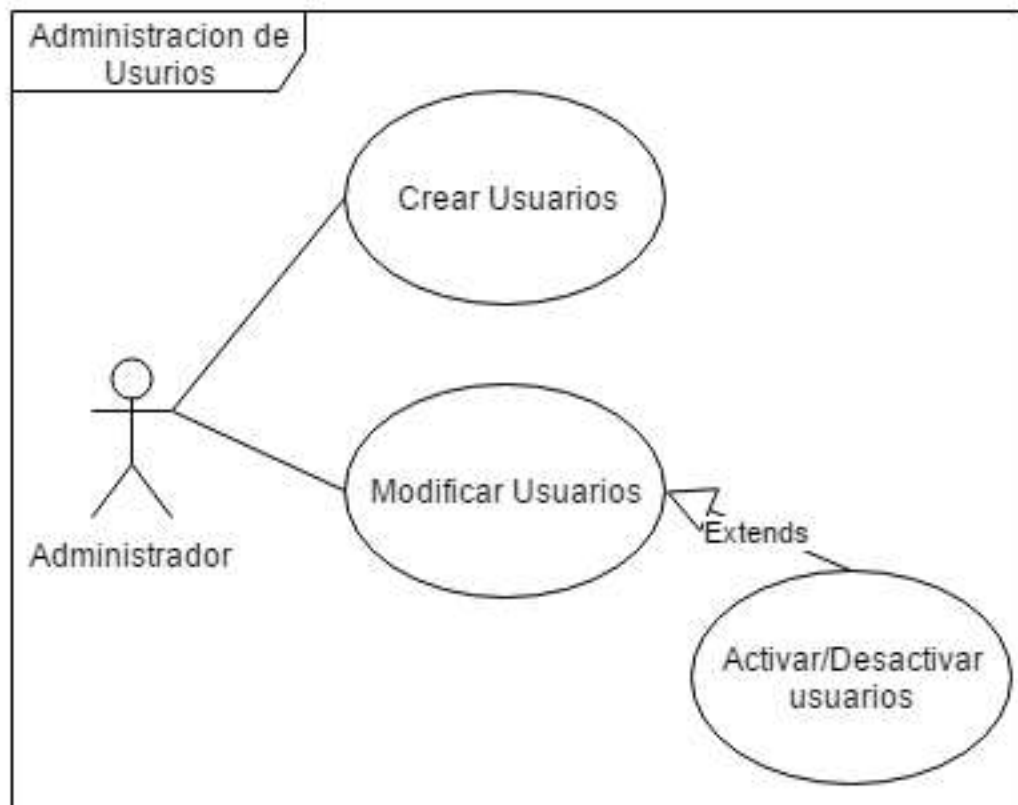 Administracion de
Usurios
Crear Usuarios
Modificar Usuarios
Extends
Administrador
Activar/Desactivar
usuarios